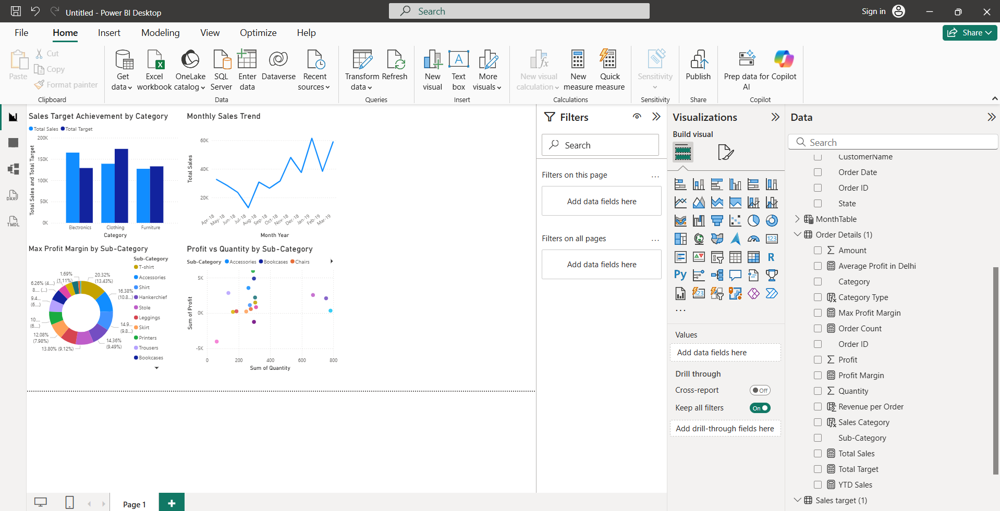 Untitled - Power BI Desktop
Search
Sign in
File Home Insert Modeling View Optimize Help
Share
Paste
Cut
Copy
Format painter
Clipboard
Get data
Excel workbook
OneLake catalog
SQL Server
Enter data
Dataverse
Recent sources
Data
Transform data
Refresh
Queries
New visual
Text box
More visuals
Insert
New visual calculation
New measure
Quick measure
Calculations
Sensitivity
Sensitivity
Publish
Share
Prep data for AI
Copilot
Copilot
DAX
TMDL
Sales Target Achievement by Category
Total Sales Total Target
Total Sales and Total Target
200K
150K
100K
50K
0K
Electronics Clothing Furniture
Category
Monthly Sales Trend
Total Sales
60K
40K
20K
Apr-18 May-18 Jun-18 Jul-18 Aug-18 Sep-18 Oct-18 Nov-18 Dec-18 Jan-19 Feb-19 Mar-19
Month Year
Max Profit Margin by Sub-Category
Sub-Category
T-shirt
Accessories
Shirt
Hankerchief
Stole
Leggings
Skirt
Printers
Trousers
Bookcases
20.32%
(13.43%)
16.38%
(10.8...)
14.9...
(9.8...)
14.36%
(9.49%)
13.80% (9.12%)
12.08%
(7.98%)
10....
(6....)
9.4...
(6....)
8.... (...)
6.26% (4....)
1.69%
(1.11%)
Profit vs Quantity by Sub-Category
Sub-Category Accessories Bookcases Chairs
Sum of Profit
5K
0K
-5K
0 200 400 600 800
Sum of Quantity
Page 1
Filters
Search
Filters on this page ...
Add data fields here
Filters on all pages ...
Add data fields here
Visualizations
Build visual
123
R
Py
123
...
Values
Add data fields here
Drill through
Cross-report Off
Keep all filters On
Add drill-through fields here
Data
Search
CustomerName
Order Date
Order ID
State
MonthTable
Order Details (1)
Amount
Average Profit in Delhi
Category
Category Type
Max Profit Margin
Order Count
Order ID
Profit
Profit Margin
Quantity
Revenue per Order
Sales Category
Sub-Category
Total Sales
Total Target
YTD Sales
Sales target (1)